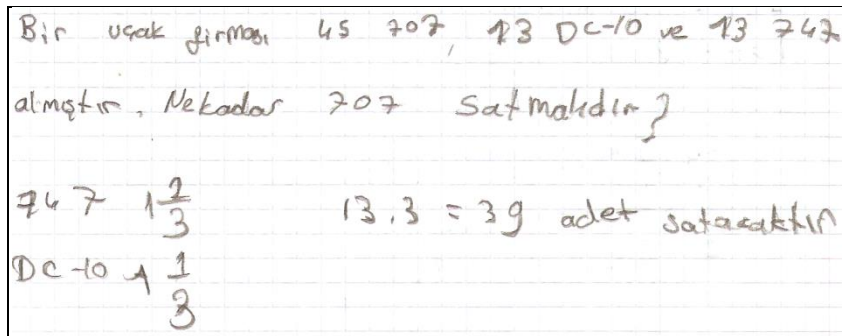 Bir uçak firması 45 707, 13 DC-10 ve 13 747
almıştır. Nekadar 707 Satmalıdır?
747 1 2/3 13.3 = 39 adet satacaktır
DC-10 1 1/3